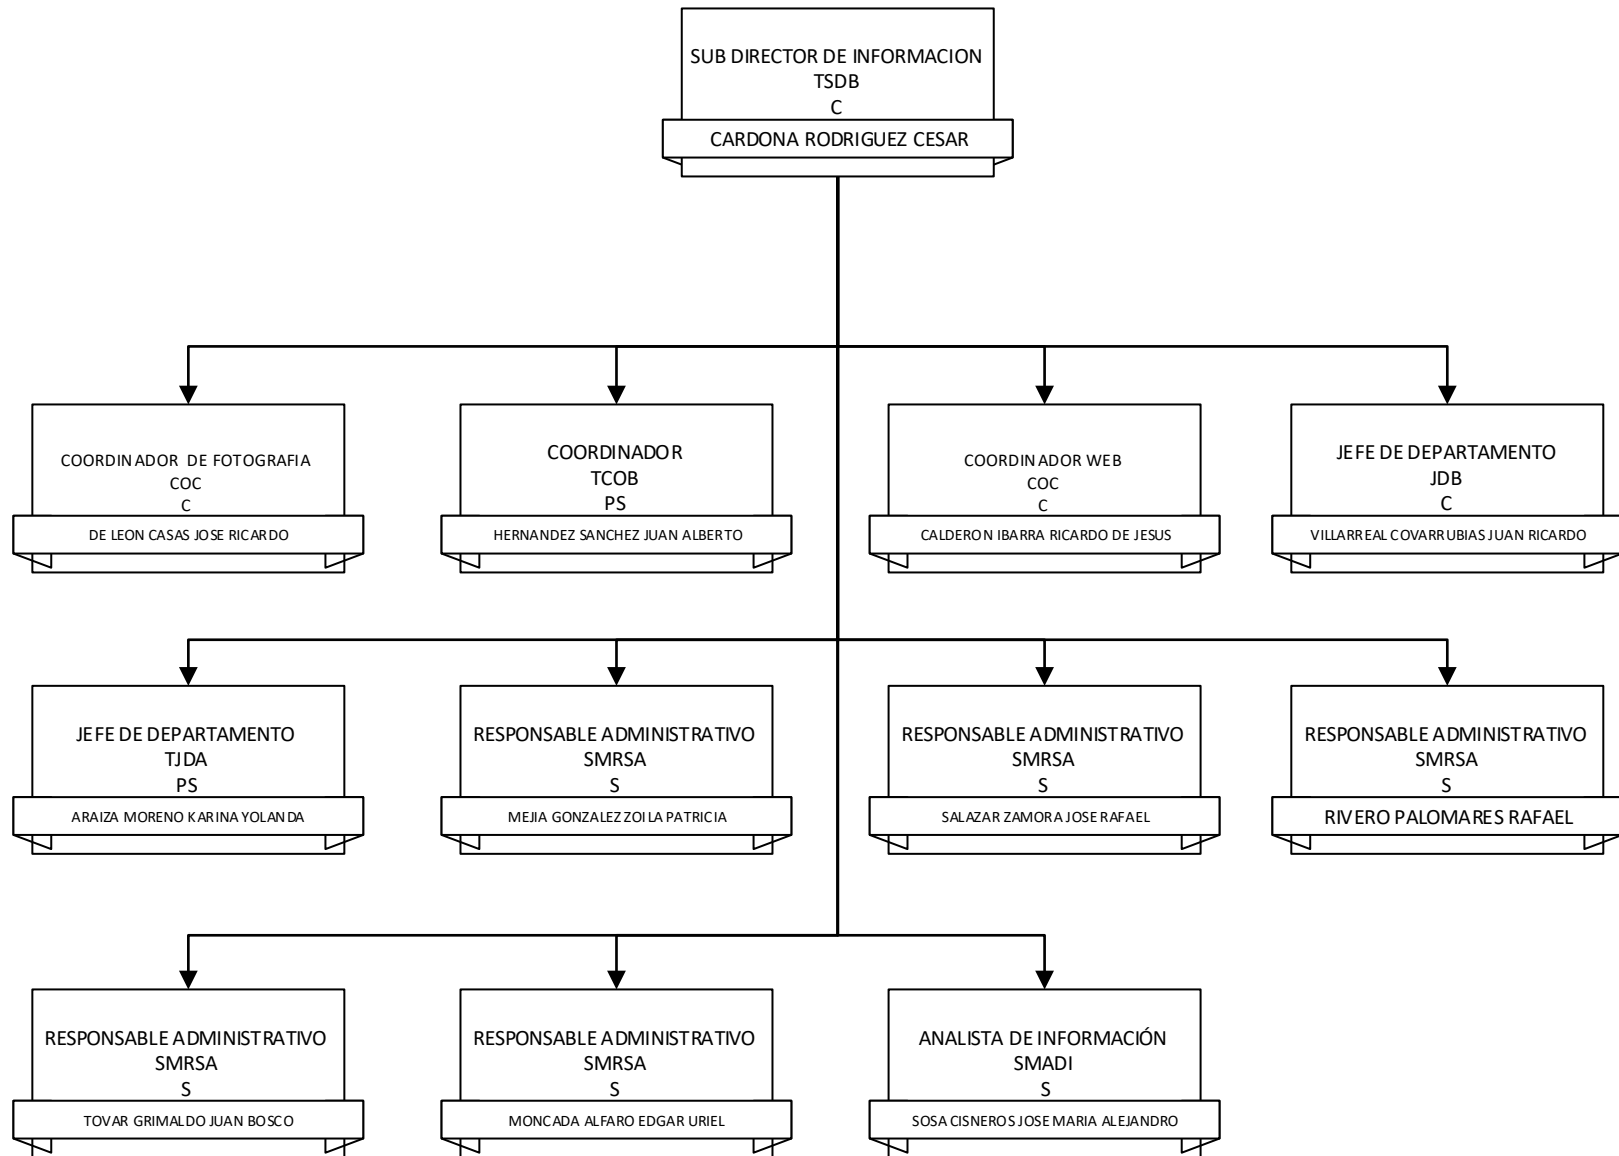 SUB DIRECTOR DE INFORMACION
TSDB
C
CARDONA RODRIGUEZ CESAR
COORDINADOR DE FOTOGRAFIA
COC
C
DE LEON CASAS JOSE RICARDO
COORDINADOR
TCOB
PS
HERNANDEZ SANCHEZ JUAN ALBERTO
COORDINADOR WEB
COC
C
CALDERON IBARRA RICARDO DE JESUS
JEFE DE DEPARTAMENTO
JDB
C
VILLARREAL COVARRUBIAS JUAN RICARDO
JEFE DE DEPARTAMENTO
TJDA
PS
ARAIZA MORENO KARINA YOLANDA
RESPONSABLE ADMINISTRATIVO
SMRSA
S
MEJIA GONZALEZ ZOILA PATRICIA
RESPONSABLE ADMINISTRATIVO
SMRSA
S
SALAZAR ZAMORA JOSE RAFAEL
RESPONSABLE ADMINISTRATIVO
SMRSA
S
RIVERO PALOMARES RAFAEL
RESPONSABLE ADMINISTRATIVO
SMRSA
S
TOVAR GRIMALDO JUAN BOSCO
RESPONSABLE ADMINISTRATIVO
SMRSA
S
MONCADA ALFARO EDGAR URIEL
ANALISTA DE INFORMACIÓN
SMADI
S
SOSA CISNEROS JOSE MARIA ALEJANDRO